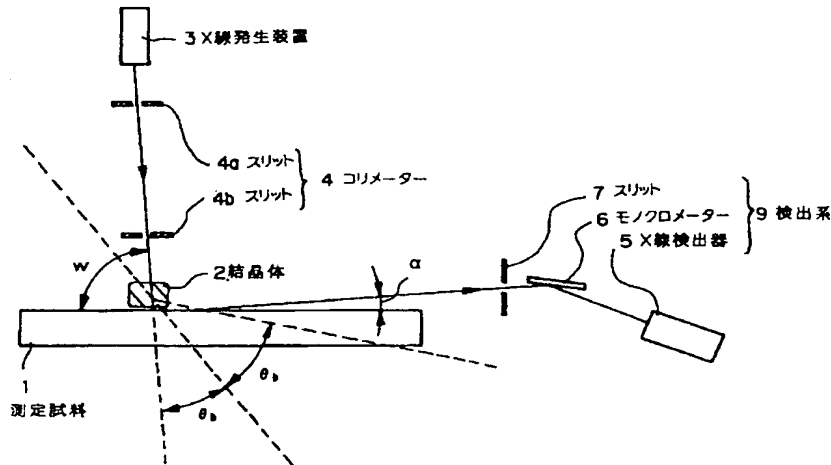 3 X線発生装置
4a スリット
4b スリット
4 コリメーター
7 スリット
6 モノクロメーター
5 X線検出器
9 検出系
w
2 結晶体
α
θb
θb
1
測定試料